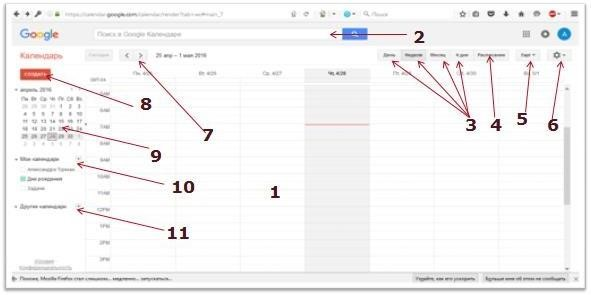 https://calendar.google.com/calendar/render?tab=wc#main_7
Поиск
Google
Поиск в Google Календаре
2
Календарь
Сегодня
25 апр – 1 мая 2016
День Неделя Месяц 4 дня Расписание
Ещё
СОЗДАТЬ
Пн, 4/25 Вт, 4/26 Ср, 4/27 Чт, 4/28 Пт, 4/29 Сб, 4/30 Вс, 5/1
8
7
3
4
5
6
апрель 2016
Пн Вт Ср Чт Пт Сб Вс
28 29 30 31 1 2 3
4 5 6 7 8 9 10
11 12 13 14 15 16 17
18 19 20 21 22 23 24
25 26 27 28 29 30 1
2 3 4 5 6 7 8
9
7AM
8AM
9AM
10AM
11AM
12PM
1PM
2PM
3PM
Мои календари
10
Дни рождения
Задачи
1
Другие календари
11
Условия
Конфиденциальность
Похоже, Mozilla Firefox стал слишком... медленно... запускаться.
Узнайте, как его ускорить
Больше мне об этом не сообщать